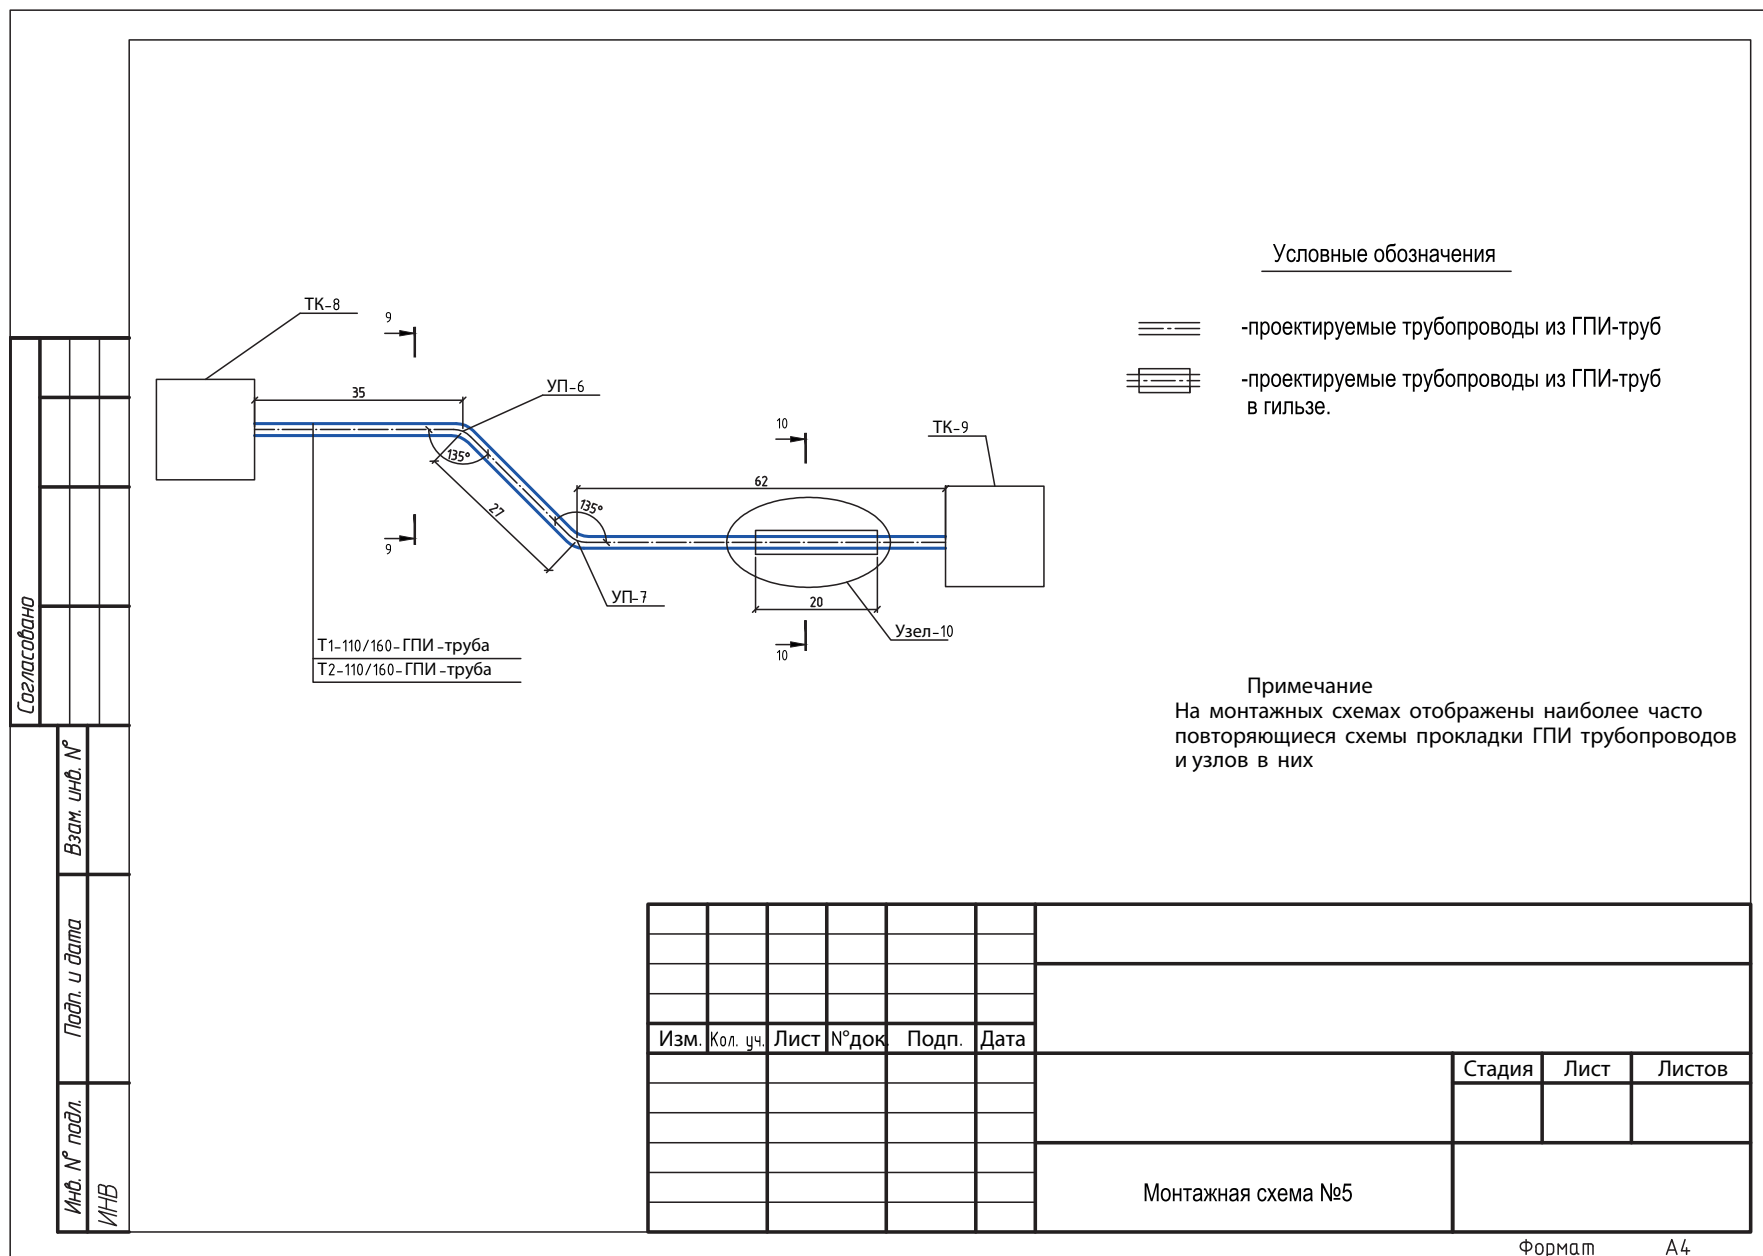 Условные обозначения
ТК-8
9
-проектируемые трубопроводы из ГПИ-труб
35
УП-6
-проектируемые трубопроводы из ГПИ-труб
в гильзе.
10
ТК-9
135°
62
27
135°
9
УП-7
20
Узел-10
10
Т1-110/160-ГПИ-труба
Т2-110/160-ГПИ-труба
Примечание
На монтажных схемах отображены наиболее часто
повторяющиеся схемы прокладки ГПИ трубопроводов
и узлов в них
Согласовано
Взам. инв. N°
Подп. и дата
Инв. N° подл.
ИНВ
Изм. Кол. уч. Лист N°док. Подп. Дата
Стадия Лист Листов
Монтажная схема №5
Формат А4